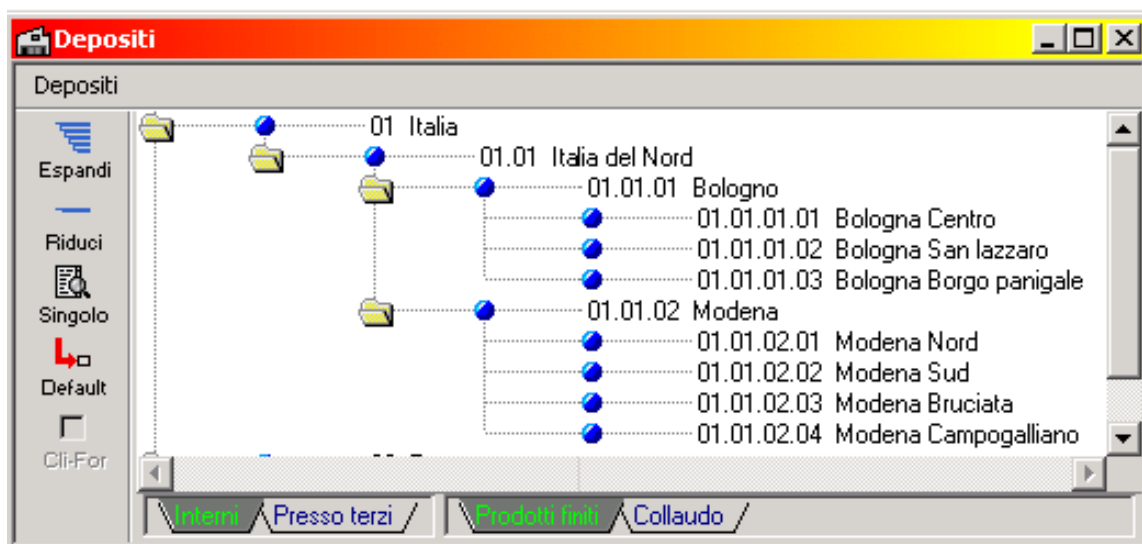 Depositi
Depositi
Espandi
Riduci
Singolo
Default
Cli-For
01 Italia
01.01 Italia del Nord
01.01.01 Bologno
01.01.01.01 Bologna Centro
01.01.01.02 Bologna San lazzaro
01.01.01.03 Bologna Borgo panigale
01.01.02 Modena
01.01.02.01 Modena Nord
01.01.02.02 Modena Sud
01.01.02.03 Modena Bruciata
01.01.02.04 Modena Campogalliano
Interni Presso terzi Prodotti finiti Collaudo